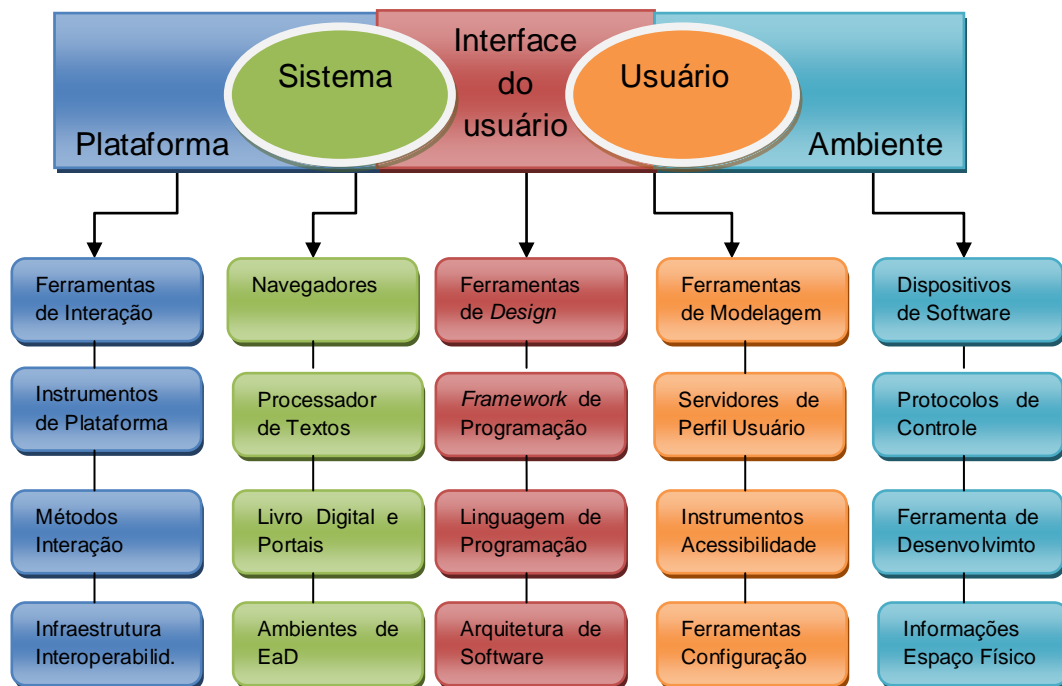 Sistema
Plataforma
Interface
do
usuário
Usuário
Ambiente
Ferramentas
de Interação
Navegadores
Ferramentas
de Design
Ferramentas
de Modelagem
Dispositivos
de Software
Instrumentos
de Plataforma
Processador
de Textos
Framework de
Programação
Servidores de
Perfil Usuário
Protocolos de
Controle
Métodos
Interação
Livro Digital e
Portais
Linguagem de
Programação
Instrumentos
Acessibilidade
Ferramenta de
Desenvolvimto
Infraestrutura
Interoperabilid.
Ambientes de
EaD
Arquitetura de
Software
Ferramentas
Configuração
Informações
Espaço Físico